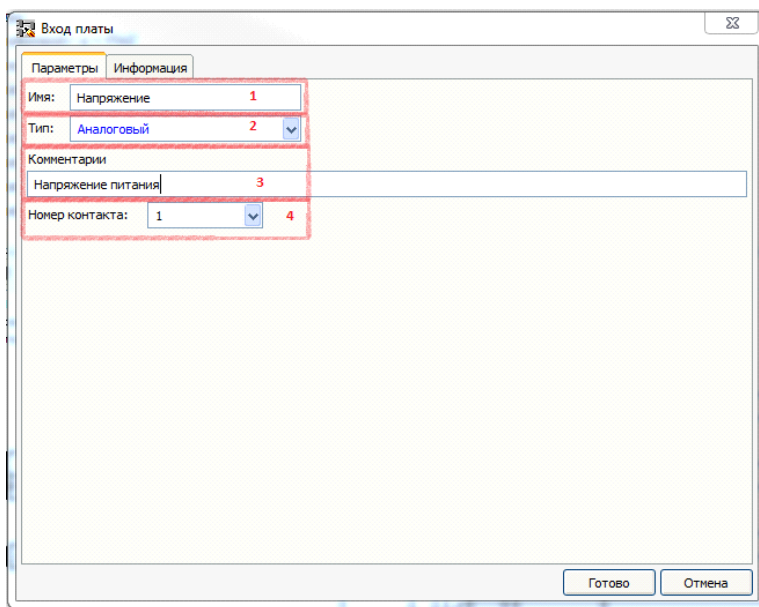 Вход платы
Параметры Информация
Имя: Напряжение 1
Тип: Аналоговый 2
Комментарии
Напряжение питания 3
Номер контакта: 1 4
Готово Отмена